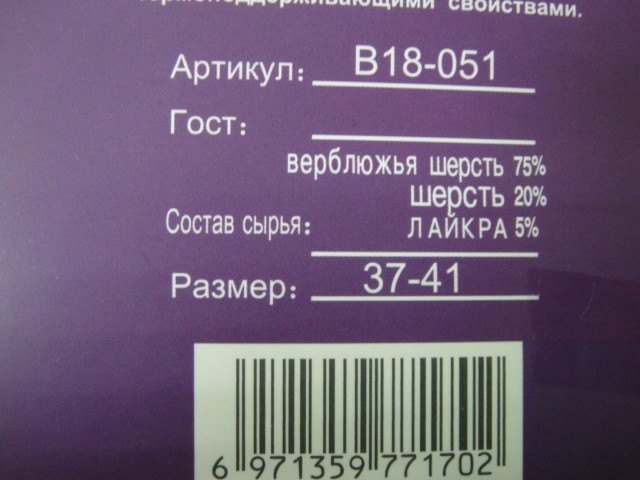 термоподдерживающими свойствами.
Артикул: B18-051
Гост:
верблюжья шерсть 75%
шерсть 20%
Состав сырья: ЛАЙКРА 5%
Размер: 37-41
6 971359 771702